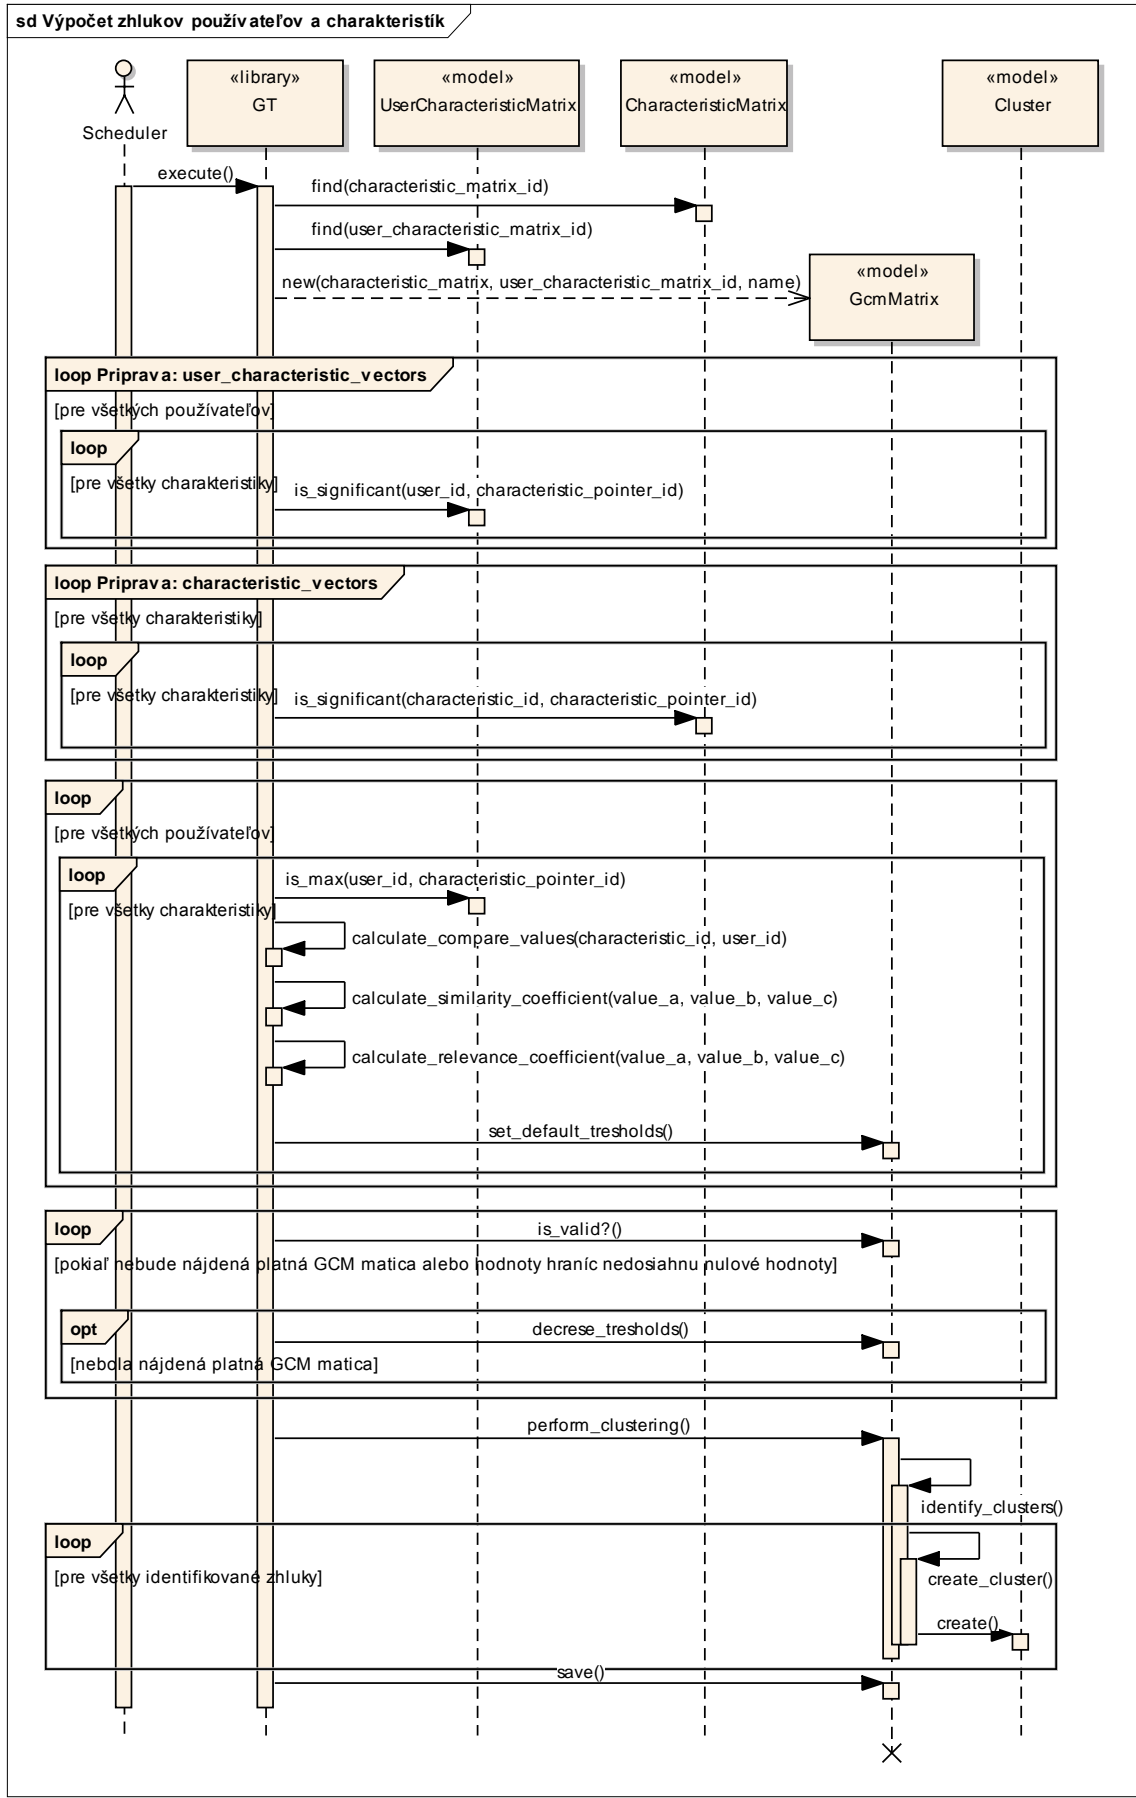 sd Výpočet zhlukov používateľov a charakteristík
Scheduler
«library»
GT
«model»
UserCharacteristicMatrix
«model»
CharacteristicMatrix
«model»
Cluster
execute()
find(characteristic_matrix_id)
find(user_characteristic_matrix_id)
new(characteristic_matrix, user_characteristic_matrix_id, name)
«model»
GcmMatrix
loop Priprava: user_characteristic_vectors
[pre všetkých používateľov]
loop
[pre všetky charakteristiky]
is_significant(user_id, characteristic_pointer_id)
loop Priprava: characteristic_vectors
[pre všetky charakteristiky]
loop
[pre všetky charakteristiky]
is_significant(characteristic_id, characteristic_pointer_id)
loop
[pre všetkých používateľov]
loop
[pre všetky charakteristiky]
is_max(user_id, characteristic_pointer_id)
calculate_compare_values(characteristic_id, user_id)
calculate_similarity_coefficient(value_a, value_b, value_c)
calculate_relevance_coefficient(value_a, value_b, value_c)
set_default_tresholds()
loop
is_valid?()
[pokiaľ nebude nájdená platná GCM matica alebo hodnoty hraníc nedosiahnu nulové hodnoty]
opt
decrese_tresholds()
[nebola nájdená platná GCM matica]
perform_clustering()
identify_clusters()
loop
[pre všetky identifikované zhluky]
create_cluster()
create()
save()